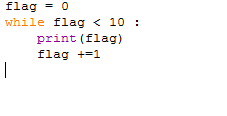 flag = 0
while flag < 10 :
    print(flag)
    flag +=1